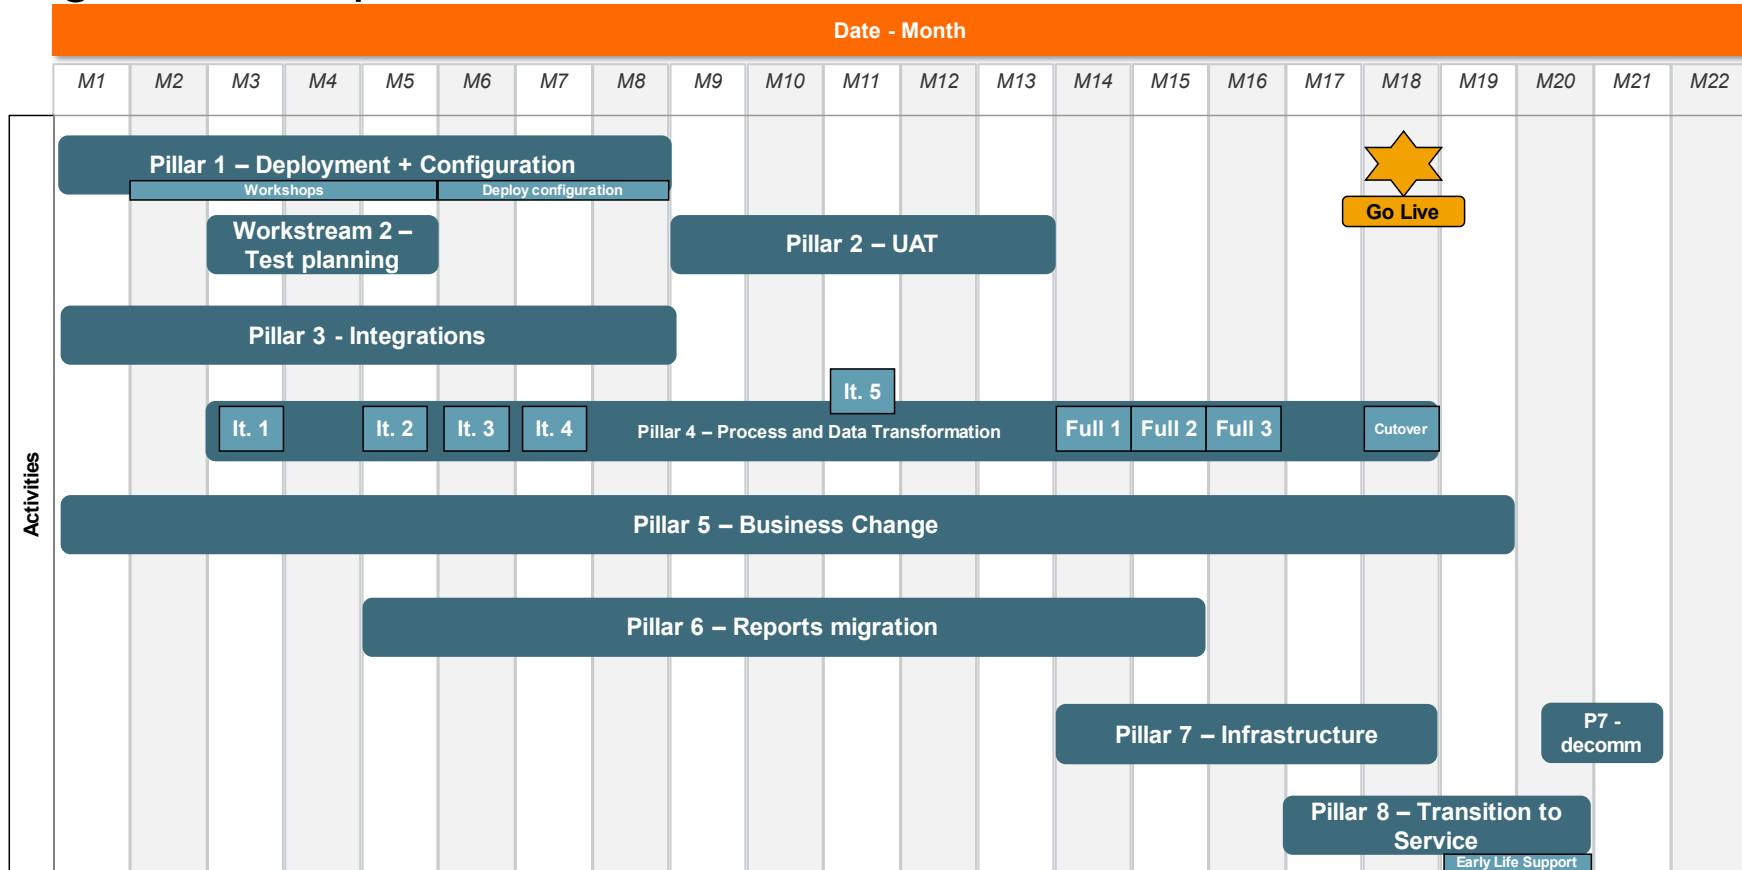 Date - Month
M1 M2 M3 M4 M5 M6 M7 M8 M9 M10 M11 M12 M13 M14 M15 M16 M17 M18 M19 M20 M21 M22
Activities
Pillar 1 – Deployment + Configuration
Workshops
Deploy configuration
Go Live
Workstream 2 –
Test planning
Pillar 2 – UAT
Pillar 3 - Integrations
It. 5
It. 1
It. 2
It. 3
It. 4
Pillar 4 – Process and Data Transformation
Full 1
Full 2
Full 3
Cutover
Pillar 5 – Business Change
Pillar 6 – Reports migration
Pillar 7 – Infrastructure
P7 -
decomm
Pillar 8 – Transition to
Service
Early Life Support